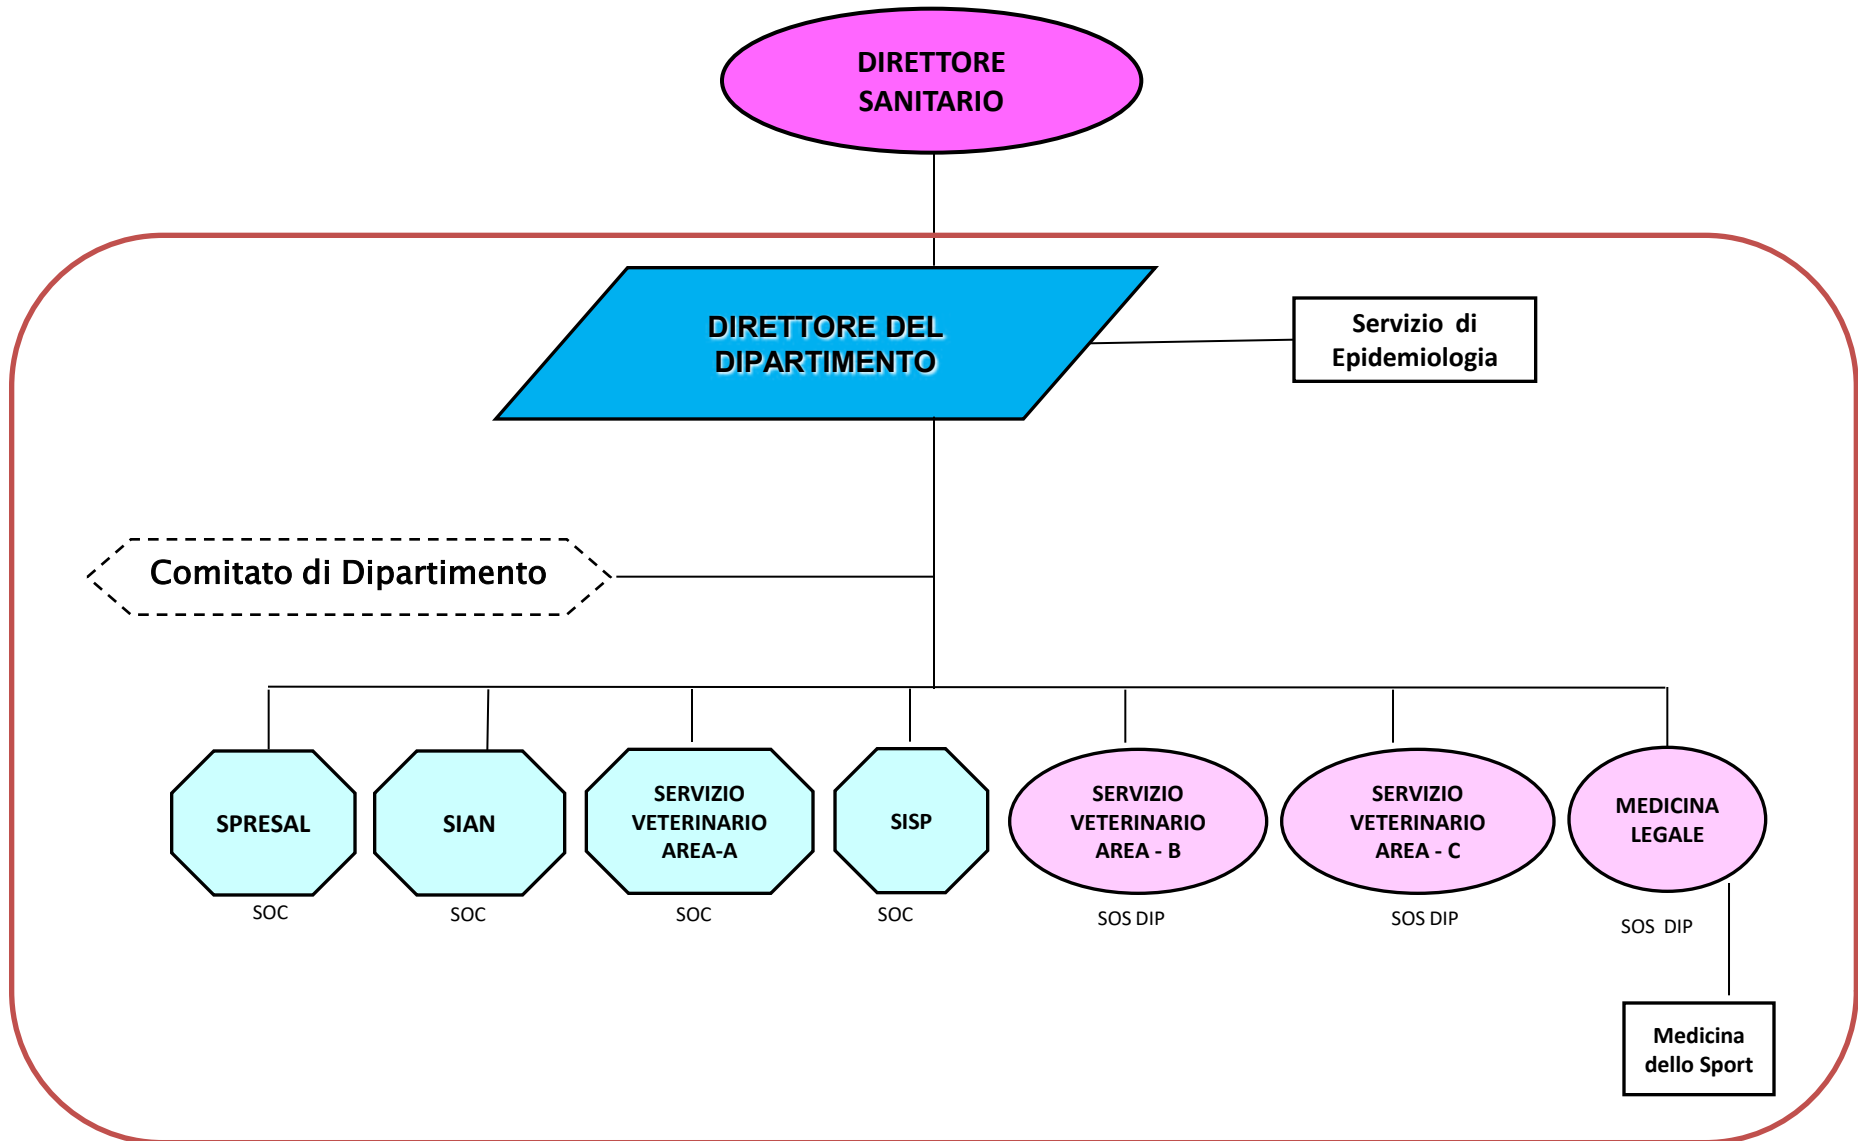 DIRETTORE
SANITARIO
DIRETTORE DEL
DIPARTIMENTO
Servizio di
Epidemiologia
Comitato di Dipartimento
SPRESAL
SIAN
SERVIZIO
VETERINARIO
AREA-A
SISP
SERVIZIO
VETERINARIO
AREA - B
SERVIZIO
VETERINARIO
AREA - C
MEDICINA
LEGALE
SOC
SOC
SOC
SOC
SOS DIP
SOS DIP
SOS DIP
Medicina
dello Sport